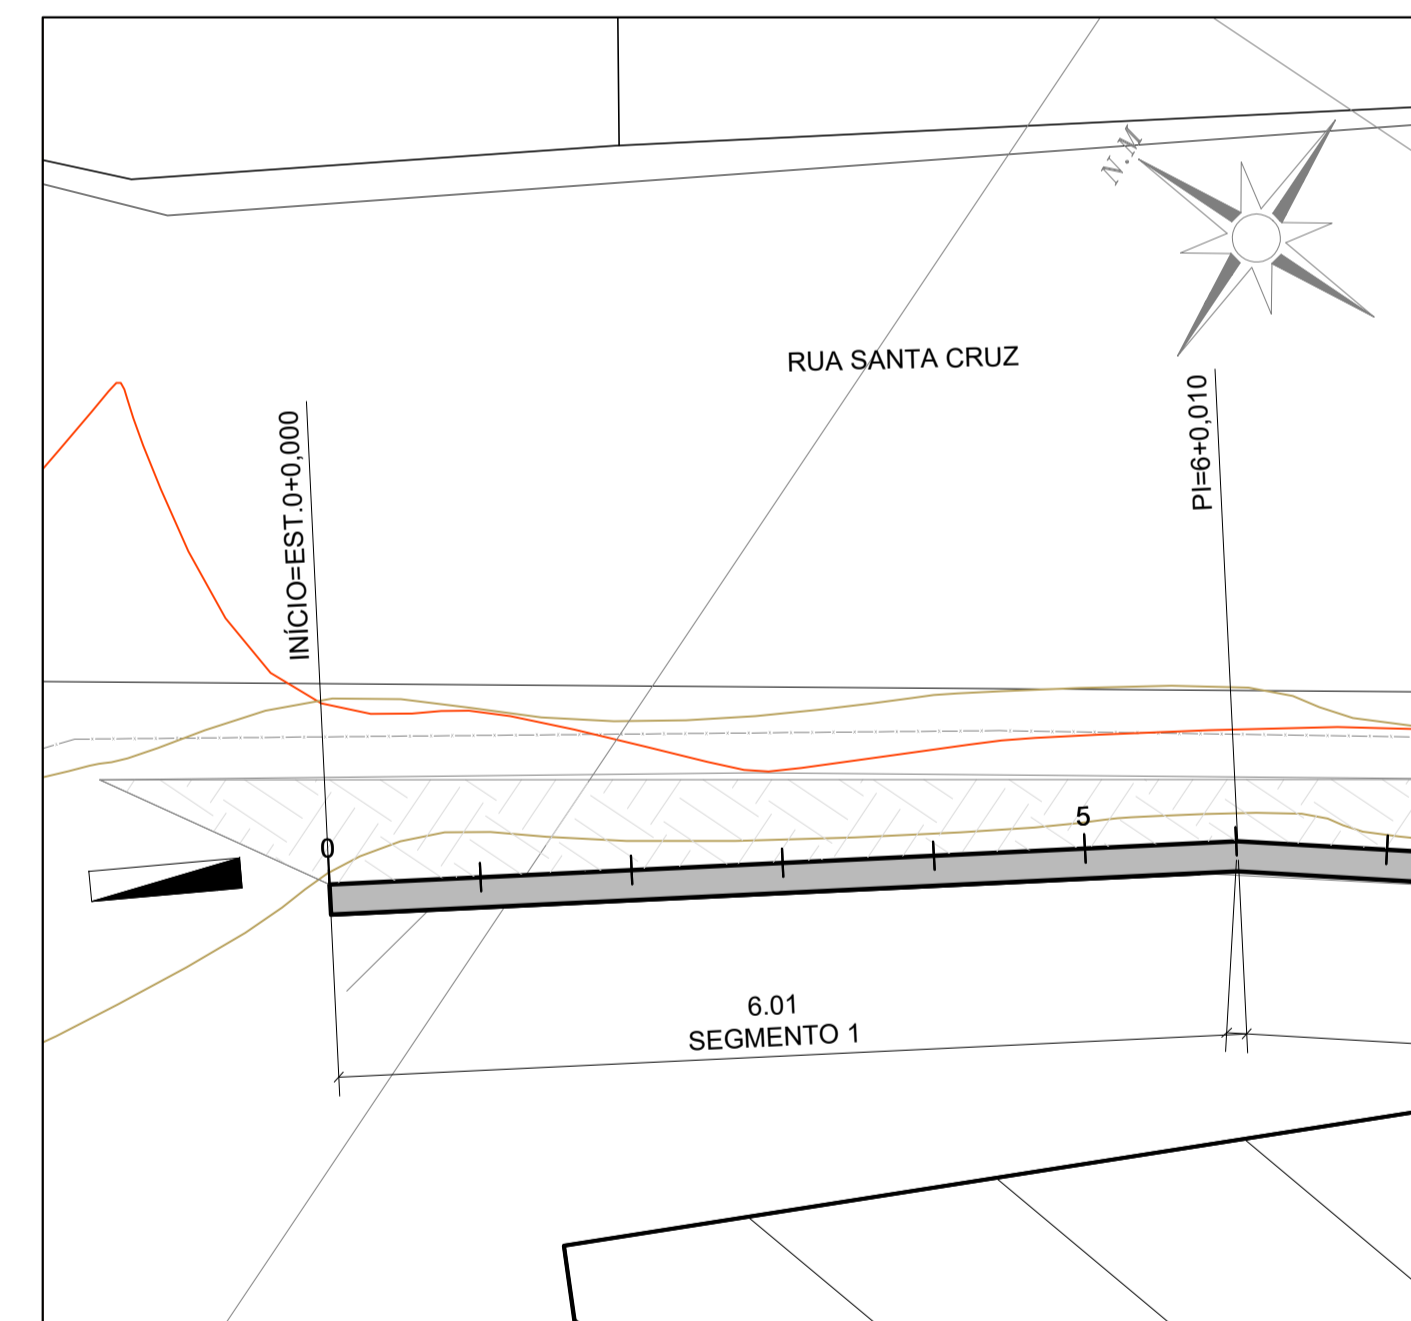 N.M
RUA SANTA CRUZ
INÍCIO=EST.0+0,000
PI=6+0,010
0
5
6.01
SEGMENTO 1